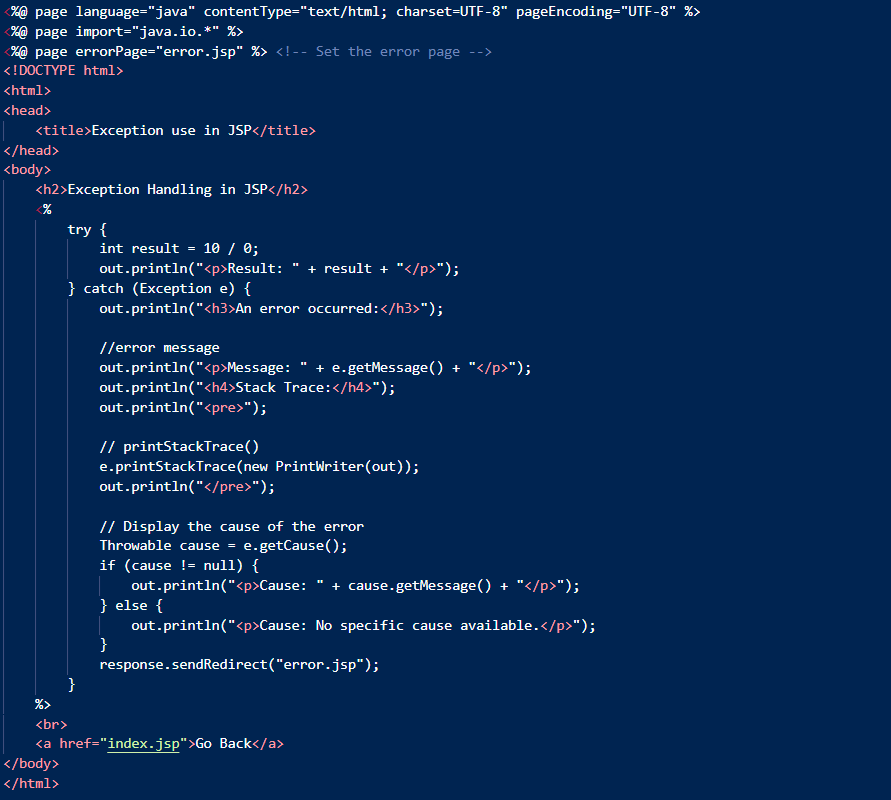 <%@ page language="java" contentType="text/html; charset=UTF-8" pageEncoding="UTF-8" %>
<%@ page import="java.io.*" %>
<%@ page errorPage="error.jsp" %> <!-- Set the error page -->
<!DOCTYPE html>
<html>
<head>
    <title>Exception use in JSP</title>
</head>
<body>
    <h2>Exception Handling in JSP</h2>
    <%
        try {
            int result = 10 / 0;
            out.println("<p>Result: " + result + "</p>");
        } catch (Exception e) {
            out.println("<h3>An error occurred:</h3>");

            //error message
            out.println("<p>Message: " + e.getMessage() + "</p>");
            out.println("<h4>Stack Trace:</h4>");
            out.println("<pre>");

            // printStackTrace()
            e.printStackTrace(new PrintWriter(out));
            out.println("</pre>");

            // Display the cause of the error
            Throwable cause = e.getCause();
            if (cause != null) {
                out.println("<p>Cause: " + cause.getMessage() + "</p>");
            } else {
                out.println("<p>Cause: No specific cause available.</p>");
            }
            response.sendRedirect("error.jsp");
        }
    %>
    <br>
    <a href="index.jsp">Go Back</a>
</body>
</html>